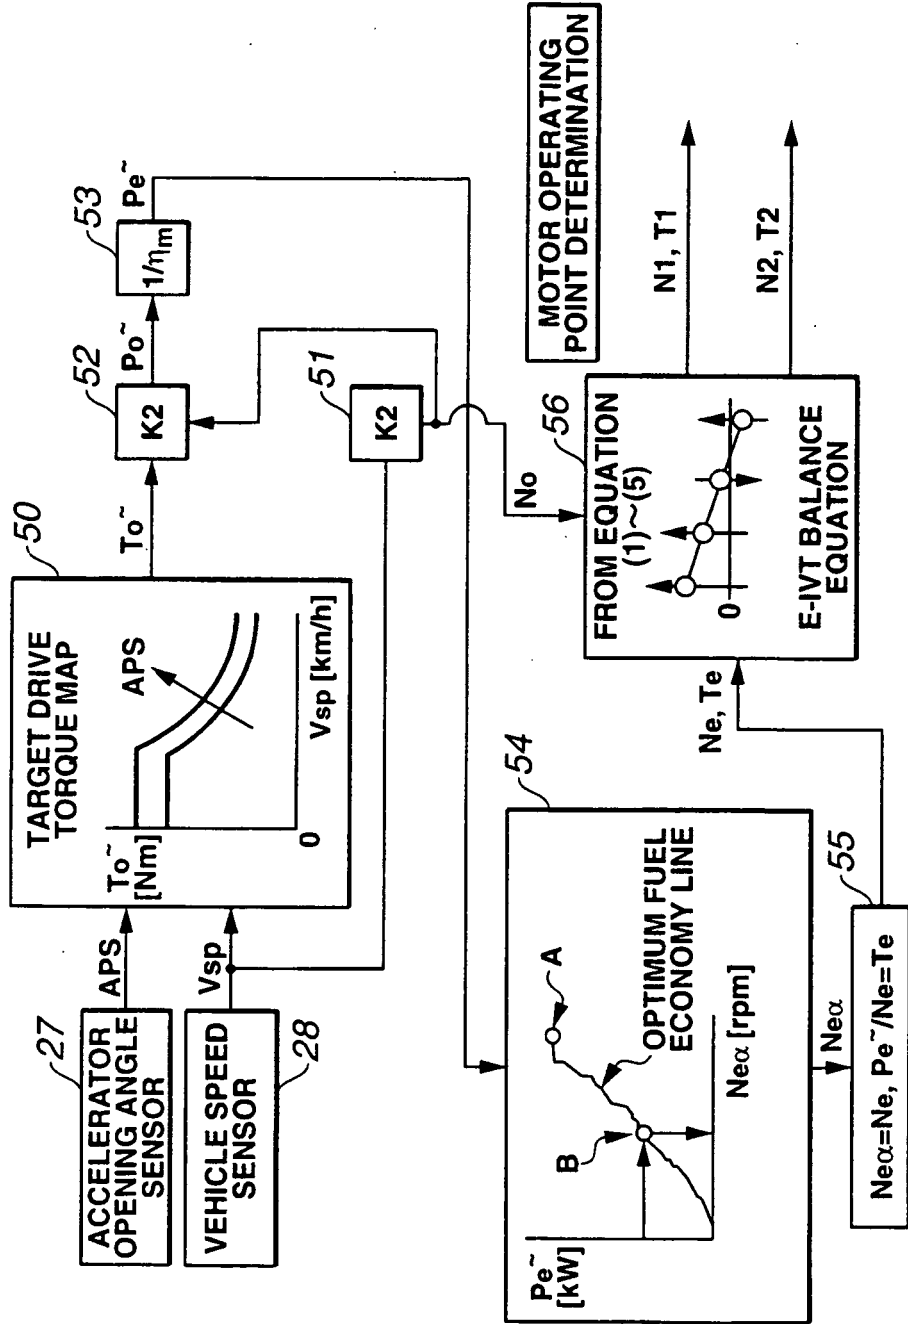 27
ACCELERATOR
OPENING ANGLE
SENSOR
APS
VEHICLE SPEED
SENSOR
28
Vsp
50
TARGET DRIVE
TORQUE MAP
To~
[Nm]
APS
0
Vsp [km/h]
To~
52
K2
Po~
53
1/ηm
Pe~
51
K2
No
54
Pe~
[kW]
A
B
OPTIMUM FUEL
ECONOMY LINE
Neα [rpm]
Neα
55
Neα=Ne, Pe~/Ne=Te
Ne, Te
56
FROM EQUATION
(1)~(5)
0
E-IVT BALANCE
EQUATION
MOTOR OPERATING
POINT DETERMINATION
N1, T1
N2, T2